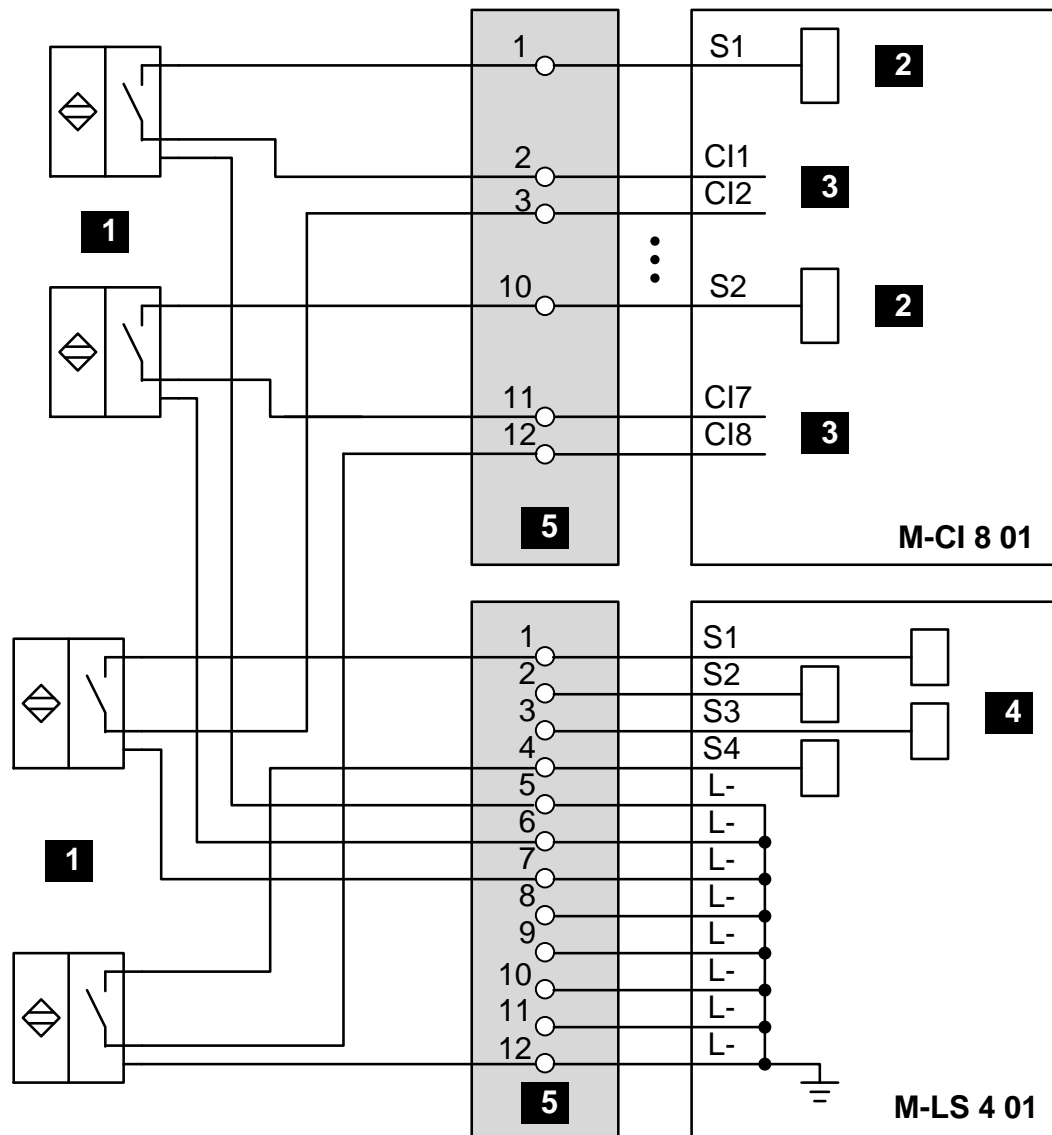 1 S1 2
2 CI1
3 CI2 3
1
10 S2 2
11 CI7
12 CI8 3
5
M-CI 8 01
1 S1
2 S2
3 S3 4
4 S4
5 L-
6 L-
1
7 L-
8 L-
9 L-
10 L-
11 L-
12 L-
5
M-LS 4 01